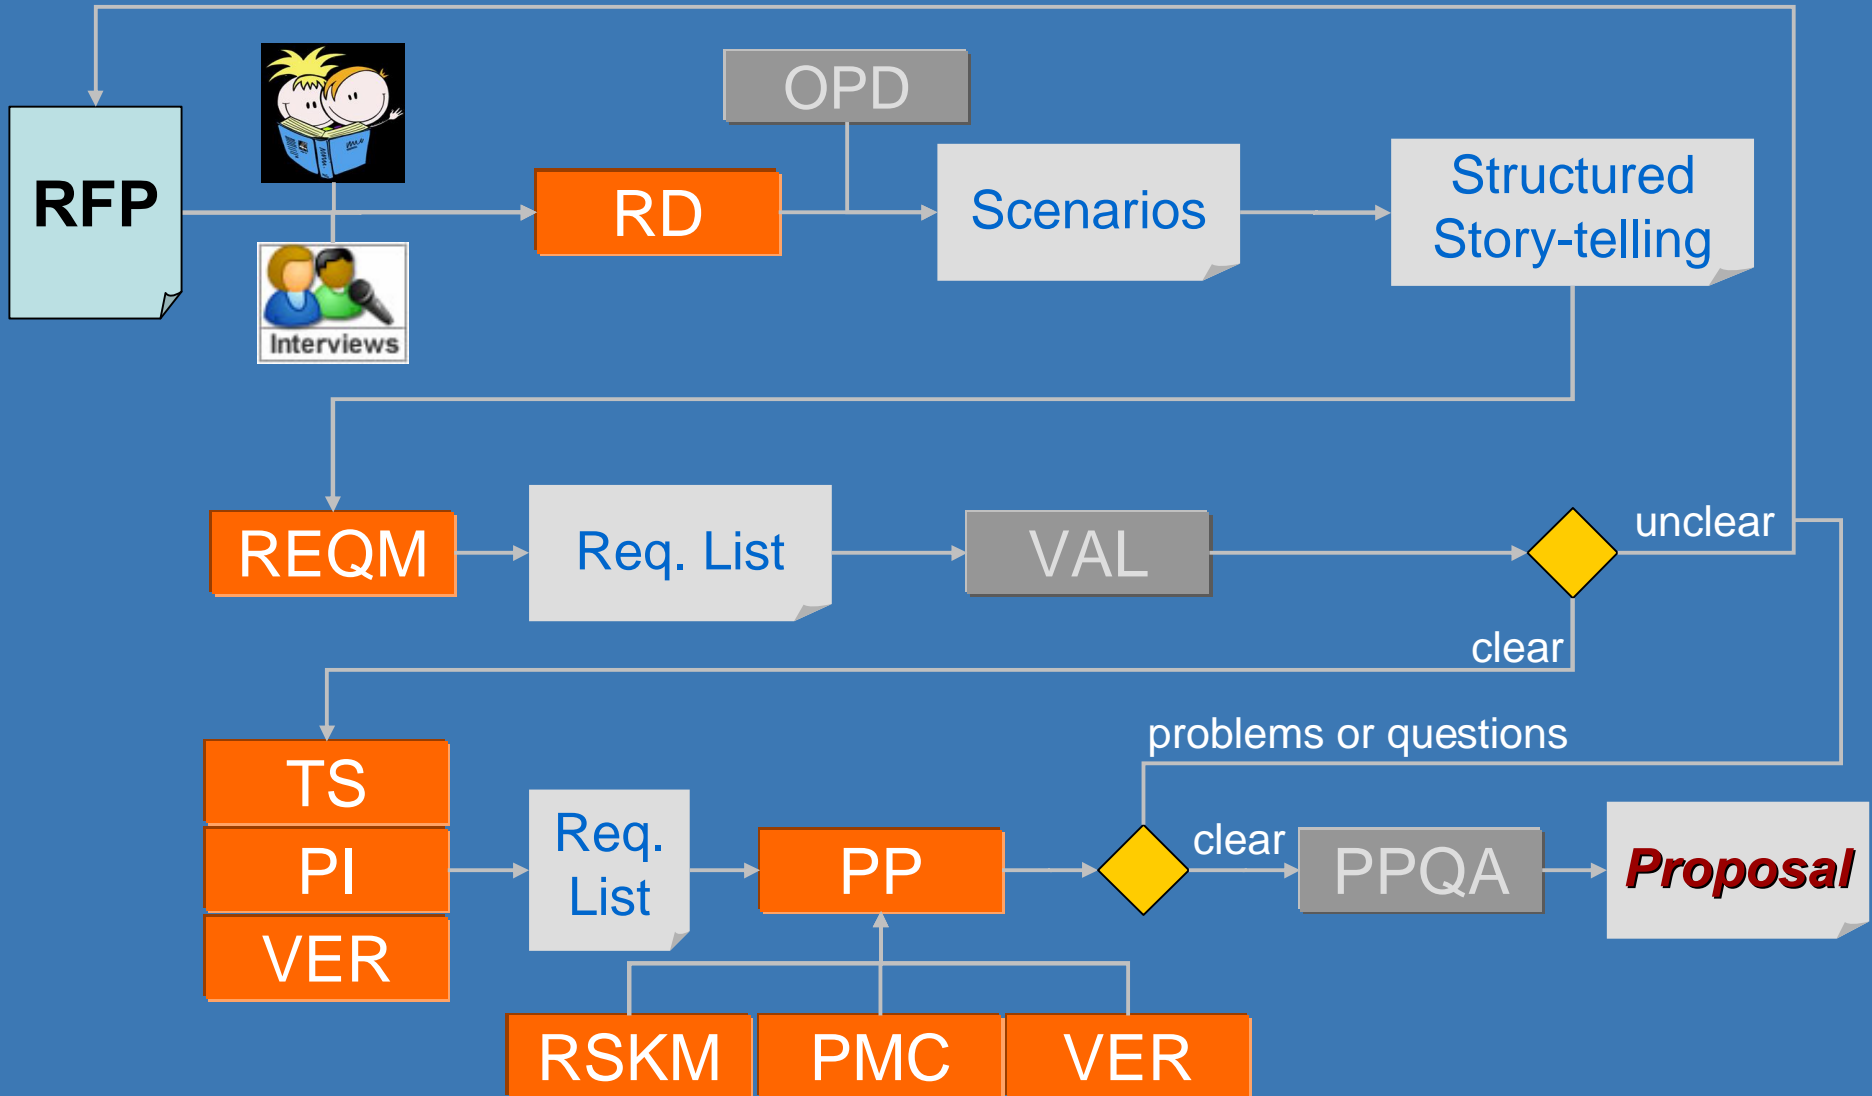 OPD
RFP
Interviews
RD
Scenarios
Structured
Story-telling
REQM
Req. List
VAL
unclear
clear
TS
PI
VER
Req.
List
PP
problems or questions
clear
PPQA
Proposal
RSKM
PMC
VER